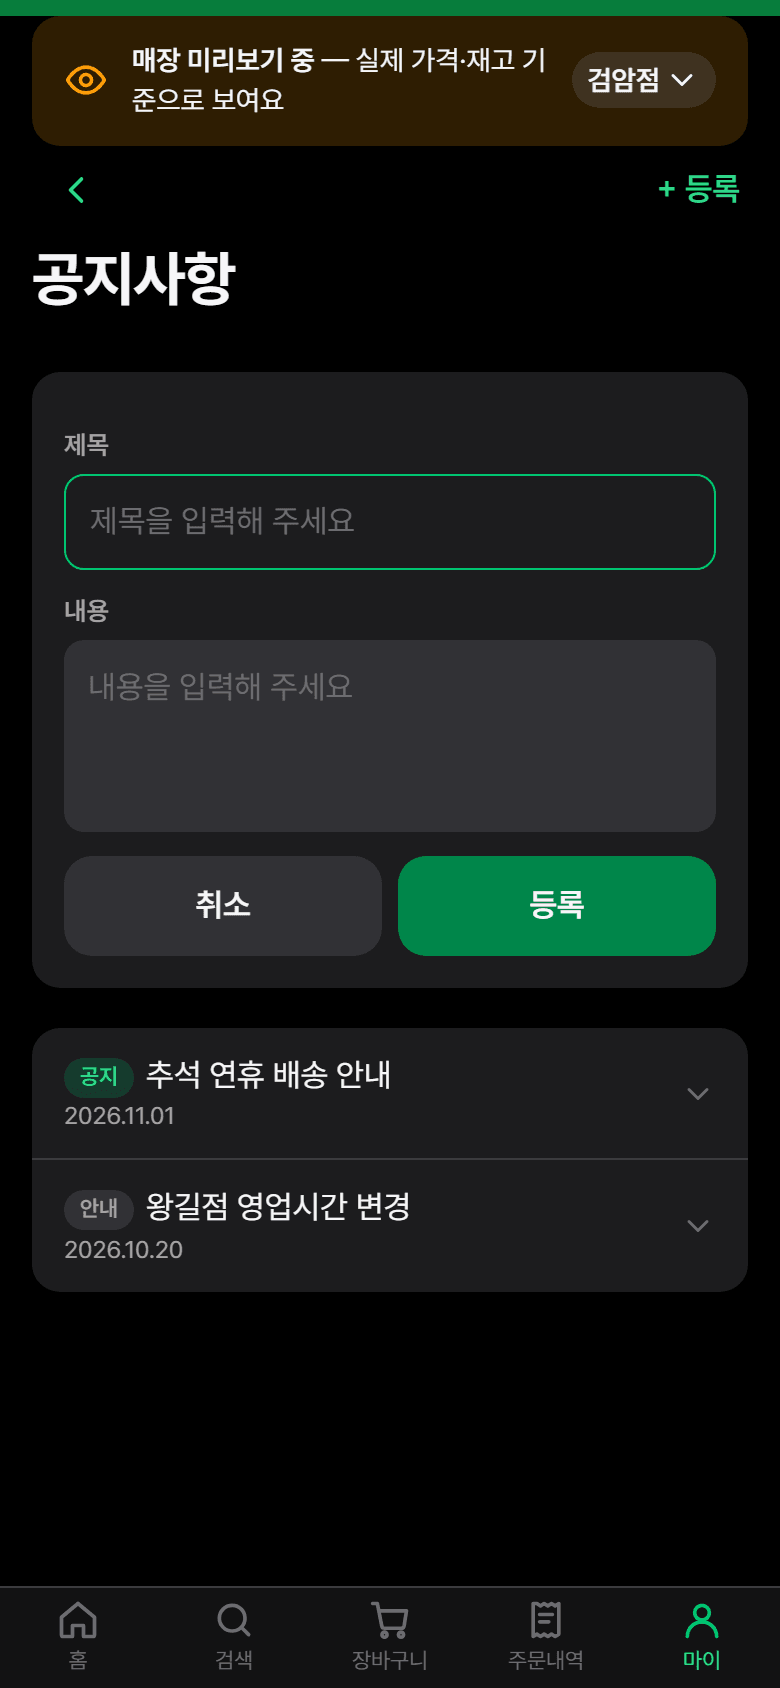 매장 미리보기 중 — 실제 가격·재고 기
준으로 보여요
검암점
+ 등록
공지사항
제목
제목을 입력해 주세요
내용
내용을 입력해 주세요
취소
등록
공지 추석 연휴 배송 안내
2026.11.01
안내 왕길점 영업시간 변경
2026.10.20
홈
검색
장바구니
주문내역
마이